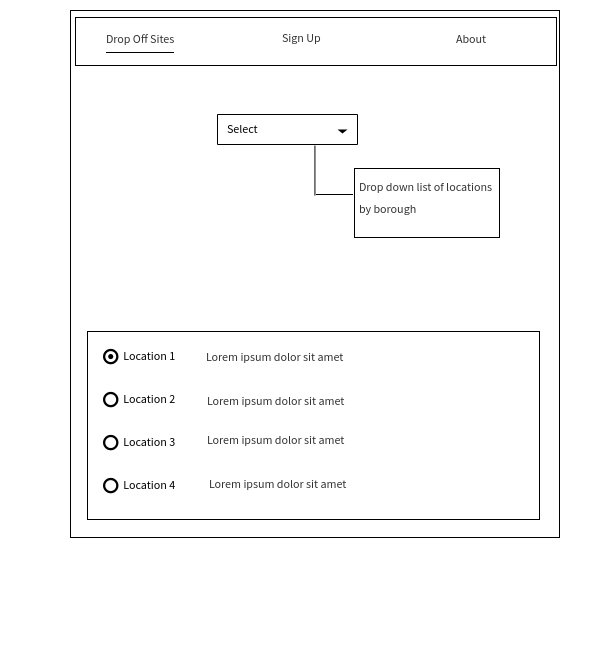 Drop Off Sites Sign Up About
Select
Drop down list of locations
by borough
Location 1 Lorem ipsum dolor sit amet
Location 2 Lorem ipsum dolor sit amet
Location 3 Lorem ipsum dolor sit amet
Location 4 Lorem ipsum dolor sit amet